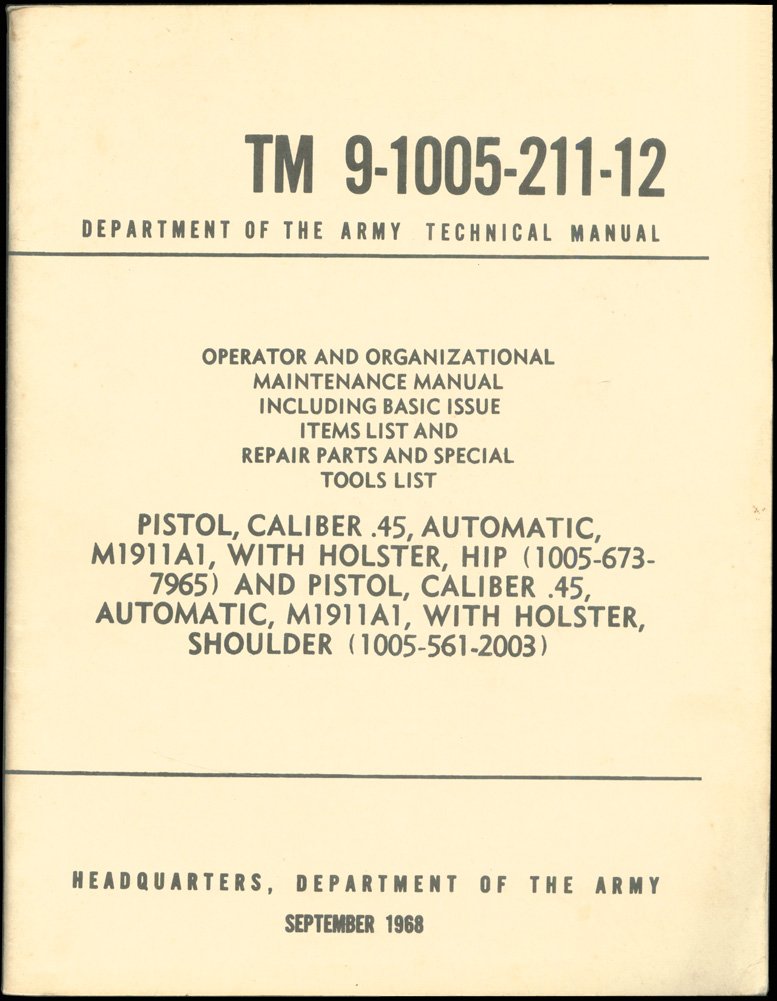 TM 9-1005-211-12
DEPARTMENT OF THE ARMY TECHNICAL MANUAL
OPERATOR AND ORGANIZATIONAL
MAINTENANCE MANUAL
INCLUDING BASIC ISSUE
ITEMS LIST AND
REPAIR PARTS AND SPECIAL
TOOLS LIST
PISTOL, CALIBER .45, AUTOMATIC,
M1911A1, WITH HOLSTER, HIP (1005-673-
7965) AND PISTOL, CALIBER .45,
AUTOMATIC, M1911A1, WITH HOLSTER,
SHOULDER (1005-561-2003)
HEADQUARTERS, DEPARTMENT OF THE ARMY
SEPTEMBER 1968